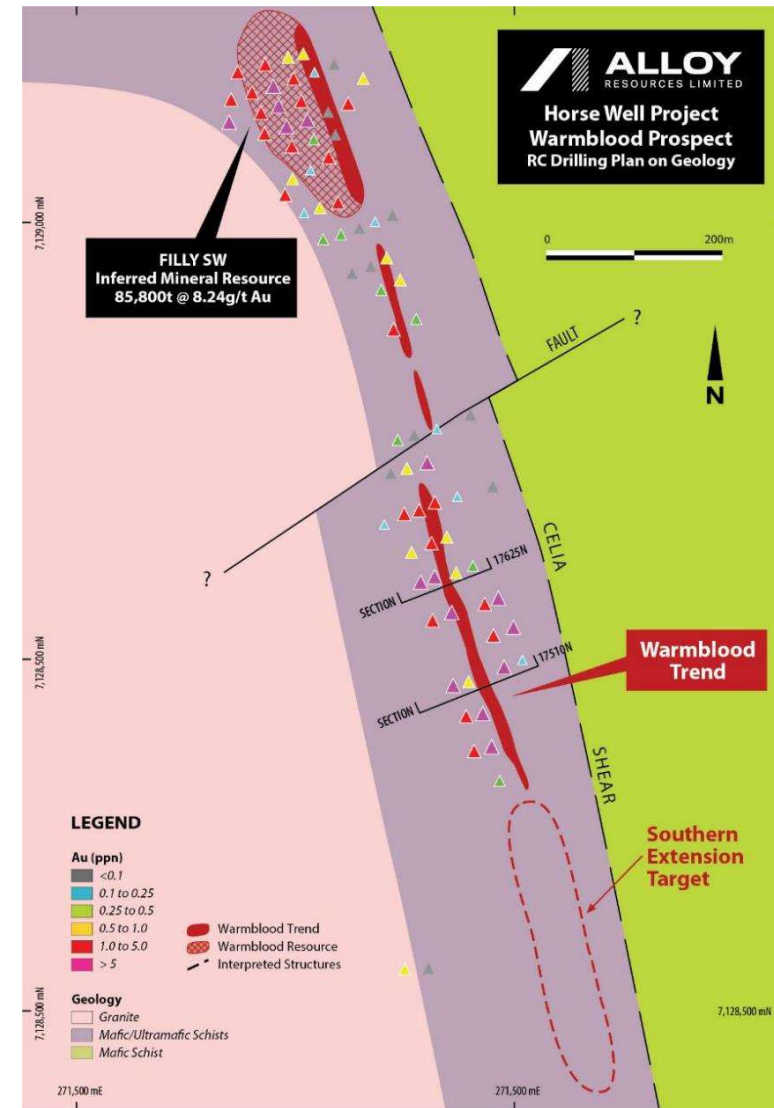 271,500 mE
ALLOY
RESOURCES LIMITED
Horse Well Project
Warmblood Prospect
RC Drilling Plan on Geology
0
200m
N
7,129,000 mN
FILLY SW
Inferred Mineral Resource
85,800t @ 8.24g/t Au
?
FAULT
?
CELIA
SHEAR
SECTION
17625N
SECTION
17510N
7,128,500 mN
Warmblood
Trend
Southern
Extension
Target
LEGEND
Au (ppn)
<0.1
0.1 to 0.25
0.25 to 0.5
0.5 to 1.0
1.0 to 5.0
> 5
Warmblood Trend
Warmblood Resource
Interpreted Structures
Geology
Granite
Mafic/Ultramafic Schists
Mafic Schist
7,128,500 mN
7,128,500 mN
271,500 mE
271,500 mE